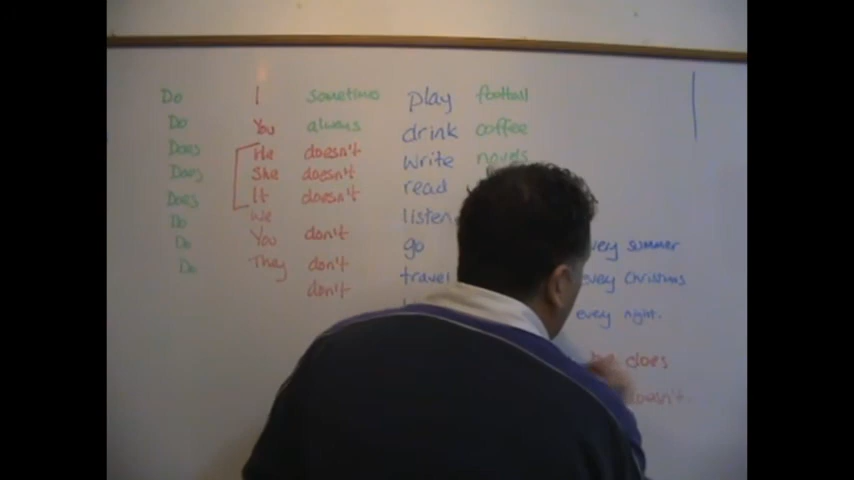 Do I sometimes play football
Do You always drink coffee
Does He doesn't write novels
Does She doesn't read
Does It doesn't listen
Do We
Do You don't go every summer
Do They don't travel every Christmas
don't
every night.
he does
doesn't.